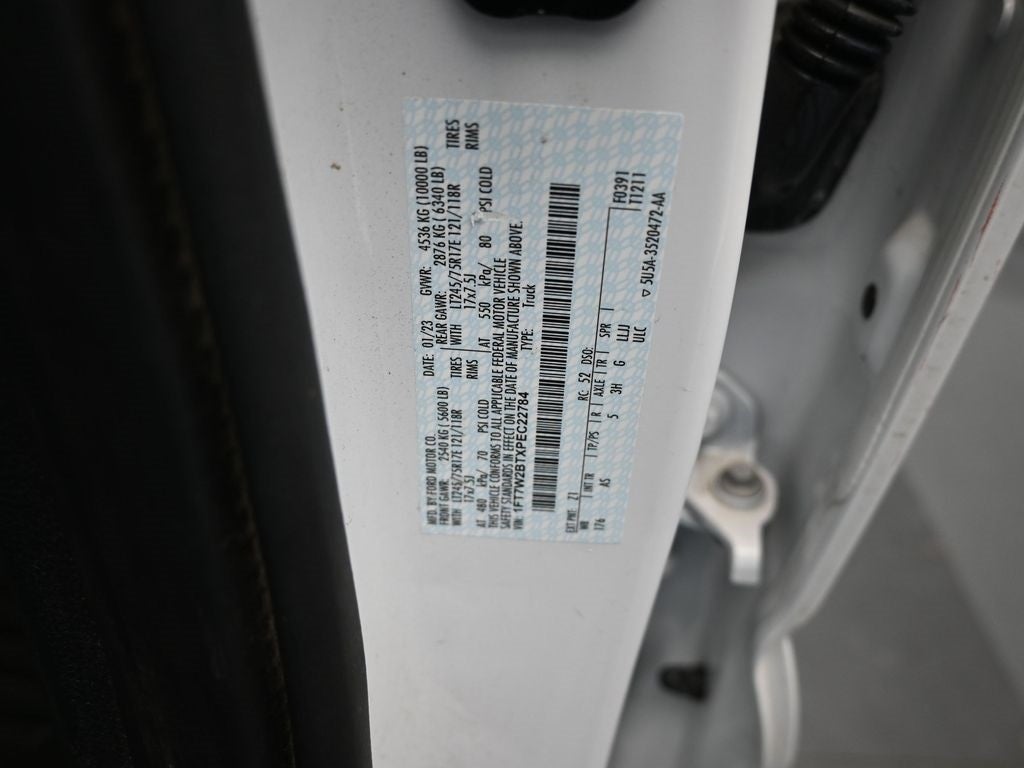 MFD. BY FORD MOTOR CO. DATE: 01/23 GVWR: 4536 KG (10000 LB)
FRONT GAWR: 2540 KG (5600 LB) REAR GAWR: 2876 KG (6340 LB)
WITH LT245/75R17E 121/118R TIRES WITH LT245/75R17E 121/118R TIRES
17x7.5J RIMS 17x7.5J RIMS
AT 480 kPa/ 70 PSI COLD AT 550 kPa/ 80 PSI COLD
THIS VEHICLE CONFORMS TO ALL APPLICABLE FEDERAL MOTOR VEHICLE
SAFETY STANDARDS IN EFFECT ON THE DATE OF MANUFACTURE SHOWN ABOVE.
VIN: 1FT7W2BTXPEC22784 TYPE: Truck
F0391
EXT PNT: Z1 RC: 52 DSO: T1211
WB INT TR TP/PS R AXLE TR SPR
176 AS 5 3H G LLJ
ULC
▽ 5U5A-3520472-AA